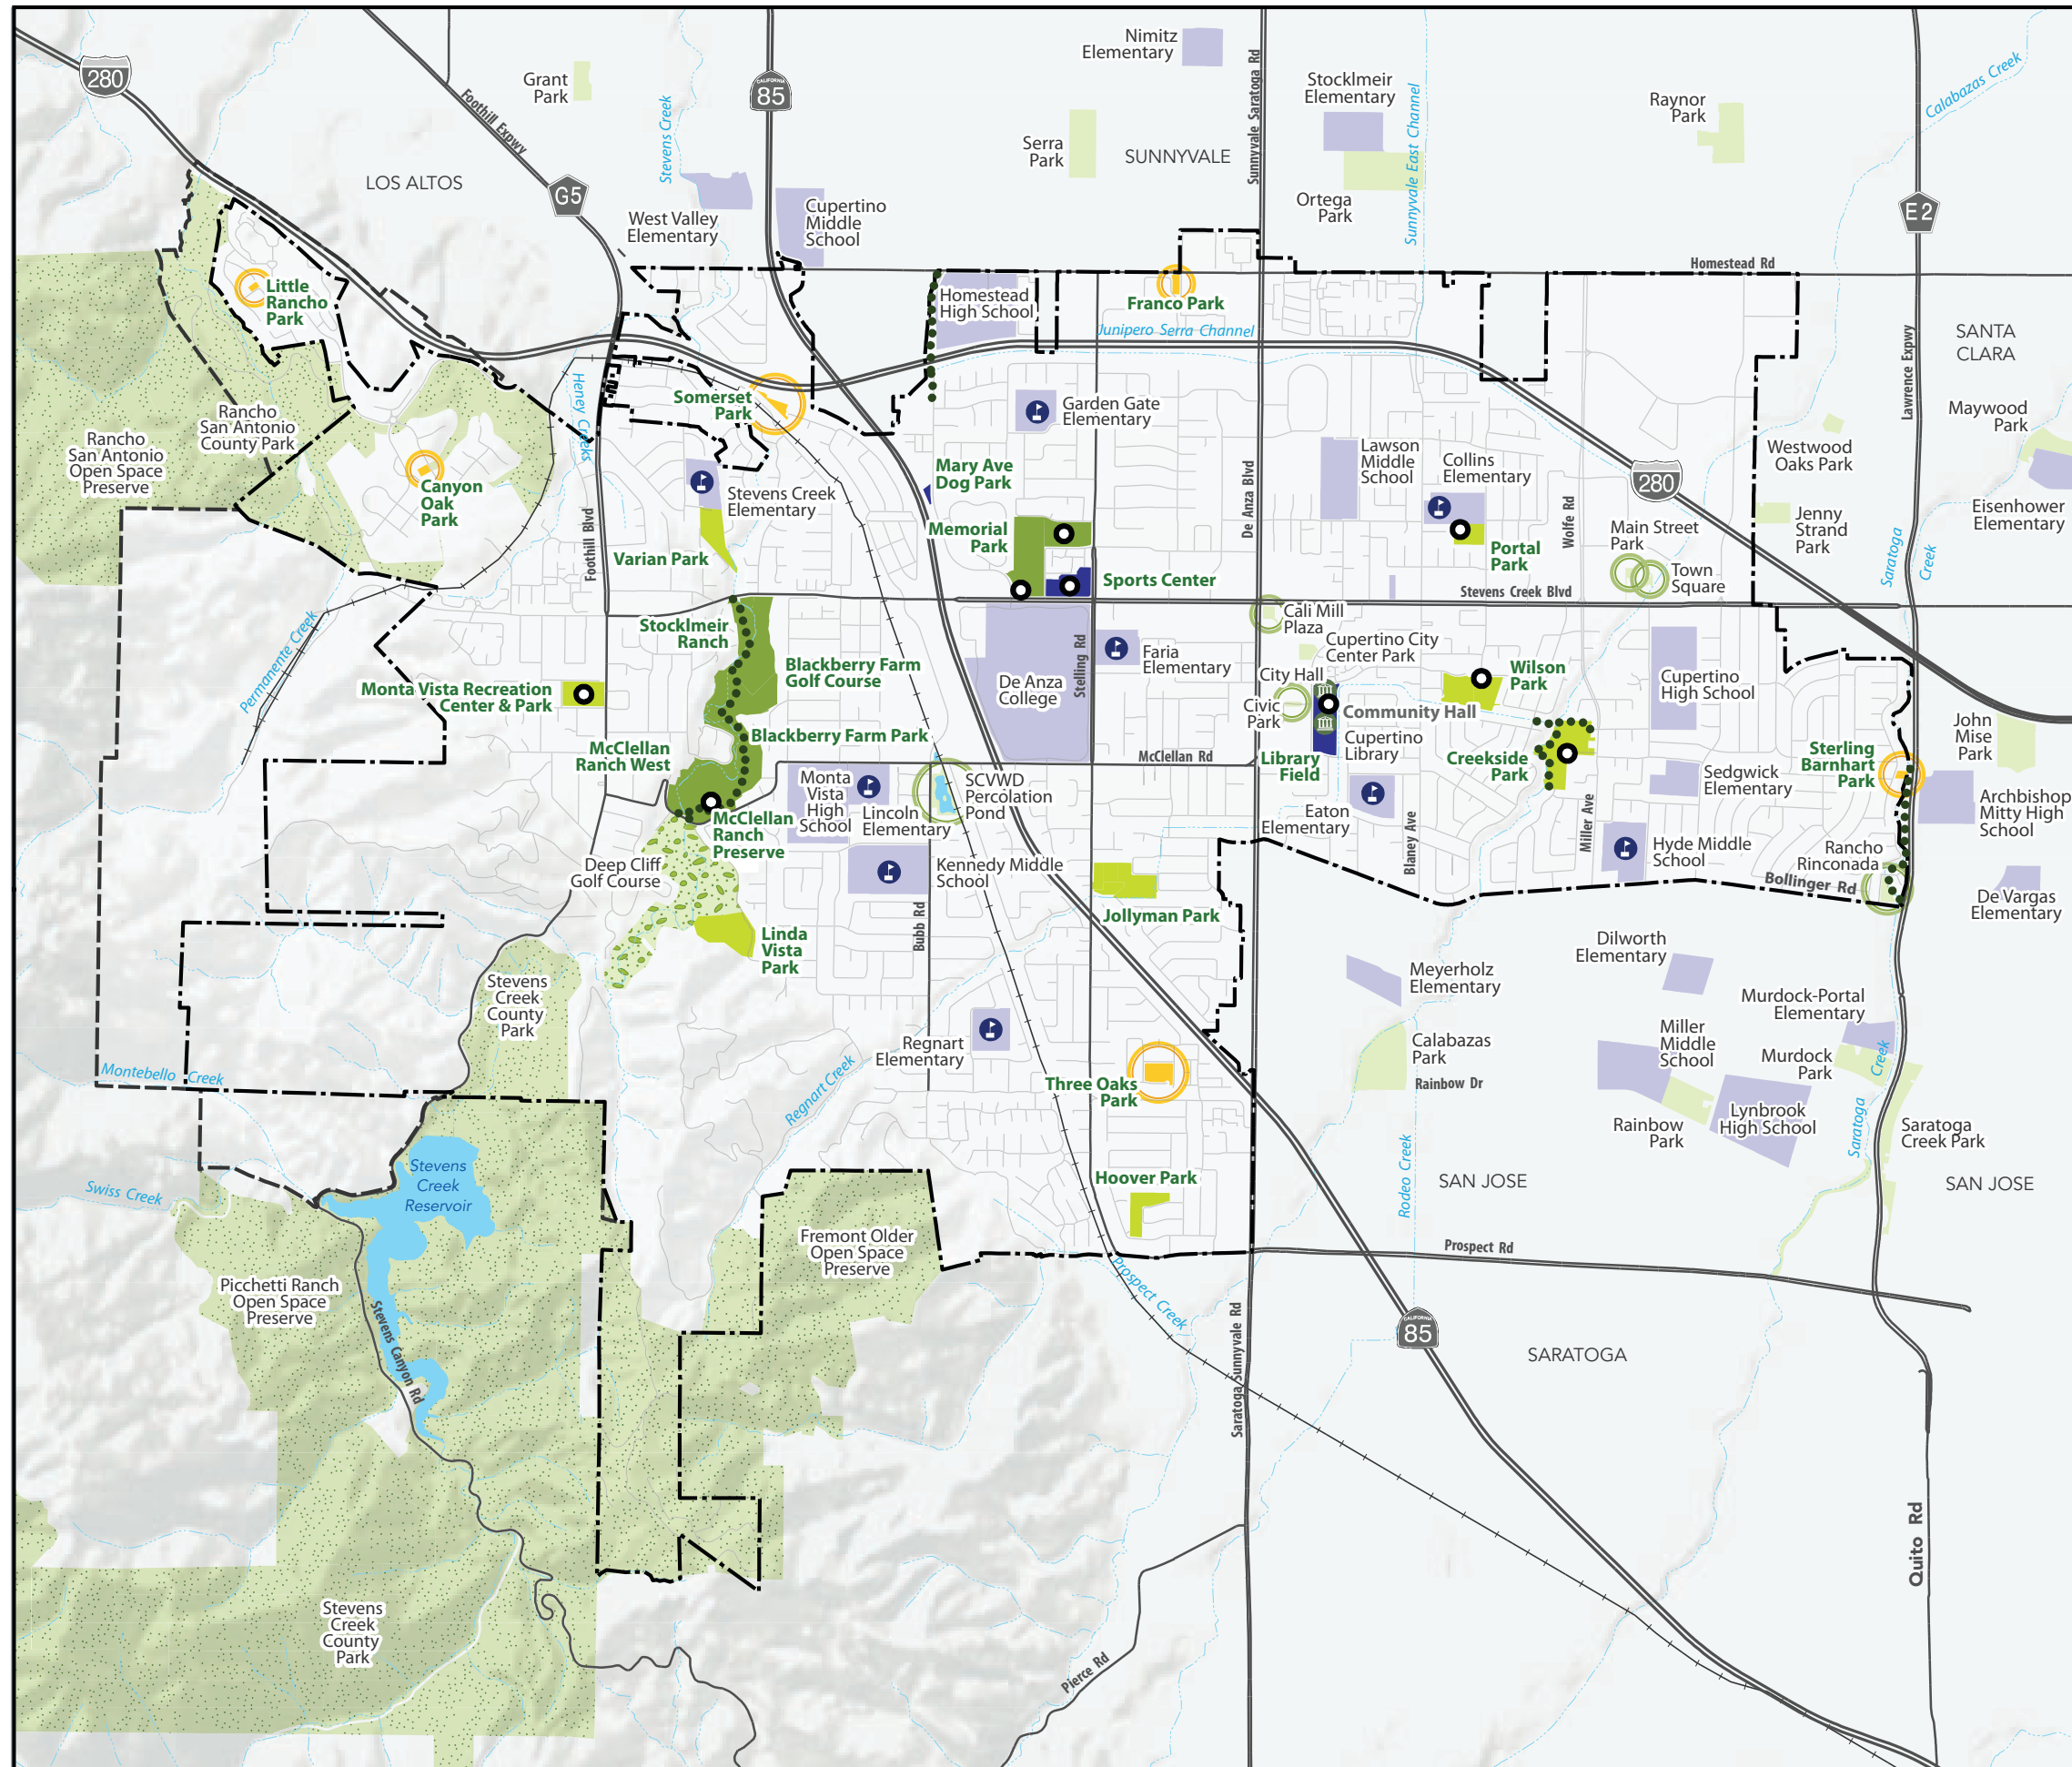 Nimitz
Elementary
280
Grant
Park
Foothill Expwy
Stevens Creek
CALIFORNIA
85
Serra
Park
SUNNYVALE
Sunnyvale Saratoga Rd
Stocklmeir
Elementary
Sunnyvale East Channel
Ortega
Park
Raynor
Park
Calabazas Creek
LOS ALTOS
G5
West Valley
Elementary
Cupertino
Middle
School
E2
Homestead Rd
Little
Rancho
Park
Homestead
High School
Franco Park
Junipero Serra Channel
Lawrence Expwy
SANTA
CLARA
Heney Creeks
Somerset
Park
Garden Gate
Elementary
Rancho
San Antonio
County Park
Rancho
San Antonio
Open Space
Preserve
Canyon
Oak
Park
Foothill Blvd
Stevens Creek
Elementary
Varian Park
Mary Ave
Dog Park
Memorial
Park
Sports Center
De Anza Blvd
Lawson
Middle
School
Collins
Elementary
Portal
Park
Wolfe Rd
280
Main Street
Park
Town
Square
Stevens Creek Blvd
Westwood
Oaks Park
Maywood
Park
Eisenhower
Elementary
Jenny
Strand
Park
Saratoga
Creek
Permanente Creek
Stocklmeir
Ranch
Blackberry Farm
Golf Course
Monta Vista Recreation
Center & Park
Blackberry Farm Park
McClellan
Ranch West
De Anza
College
Stelling Rd
Faria
Elementary
Cali Mill
Plaza
Cupertino City
Center Park
City Hall
Civic
Park
Community Hall
Cupertino
Library
Library
Field
Wilson
Park
Cupertino
High School
Creekside
Park
McClellan Rd
Monta
Vista
High
School
Lincoln
Elementary
SCVWD
Percolation
Pond
McClellan
Ranch
Preserve
Eaton
Elementary
Blaney Ave
Miller Ave
Sedgwick
Elementary
Sterling
Barnhart
Park
John
Mise
Park
Archbishop
Mitty High
School
Hyde Middle
School
Rancho
Rinconada
Bollinger Rd
De Vargas
Elementary
Deep Cliff
Golf Course
Kennedy Middle
School
Bubb Rd
Jollyman Park
Linda
Vista
Park
Stevens
Creek
County
Park
Regnart
Elementary
Regnart Creek
Meyerholz
Elementary
Dilworth
Elementary
Murdock-Portal
Elementary
Calabazas
Park
Rainbow Dr
Miller
Middle
School
Murdock
Park
Creek
Saratoga
Rainbow
Park
Lynbrook
High School
Saratoga
Creek Park
Montebello Creek
Three Oaks
Park
Hoover Park
Swiss Creek
Stevens
Creek
Reservoir
Rodeo Creek
SAN JOSE
SAN JOSE
Fremont Older
Open Space
Preserve
Prospect Rd
Prospect Creek
Picchetti Ranch
Open Space
Preserve
Stevens Canyon Rd
Saratoga Sunnyvale Rd
CALIFORNIA
85
SARATOGA
Quito Rd
Stevens
Creek
County
Park
Pierce Rd